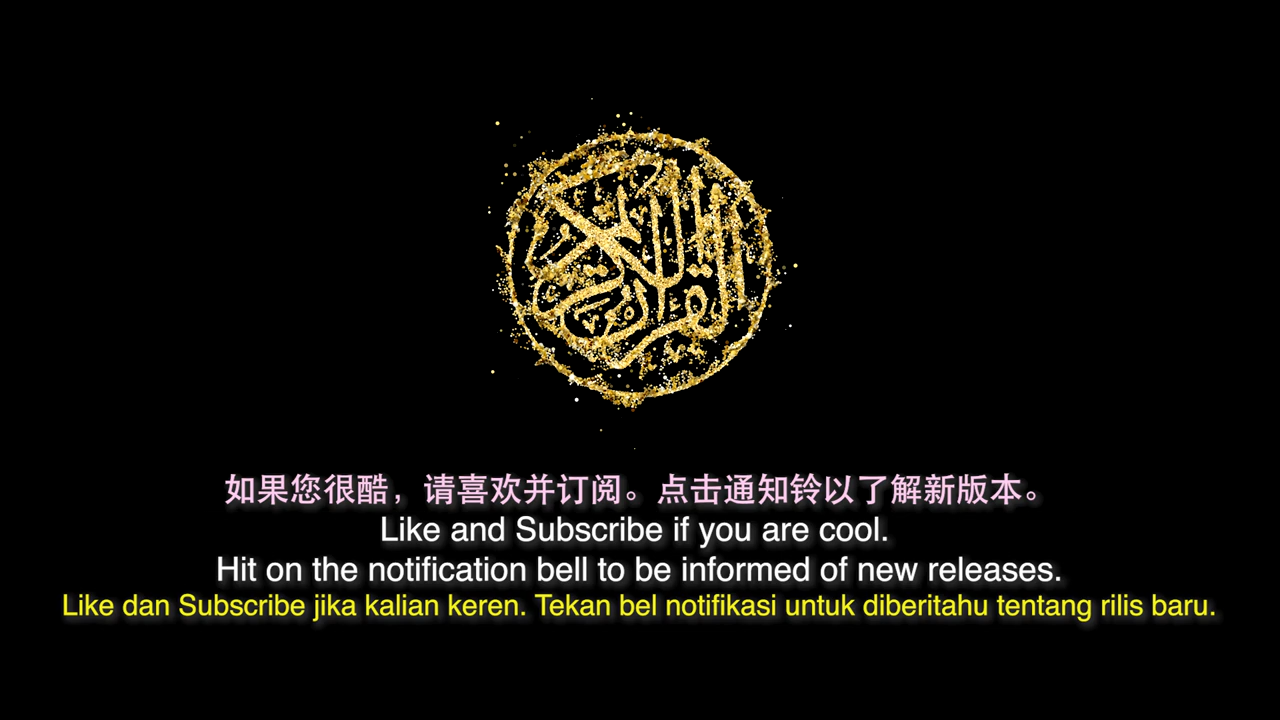 القرآن الكريم
如果您很酷，请喜欢并订阅。点击通知铃以了解新版本。
Like and Subscribe if you are cool.
Hit on the notification bell to be informed of new releases.
Like dan Subscribe jika kalian keren. Tekan bel notifikasi untuk diberitahu tentang rilis baru.